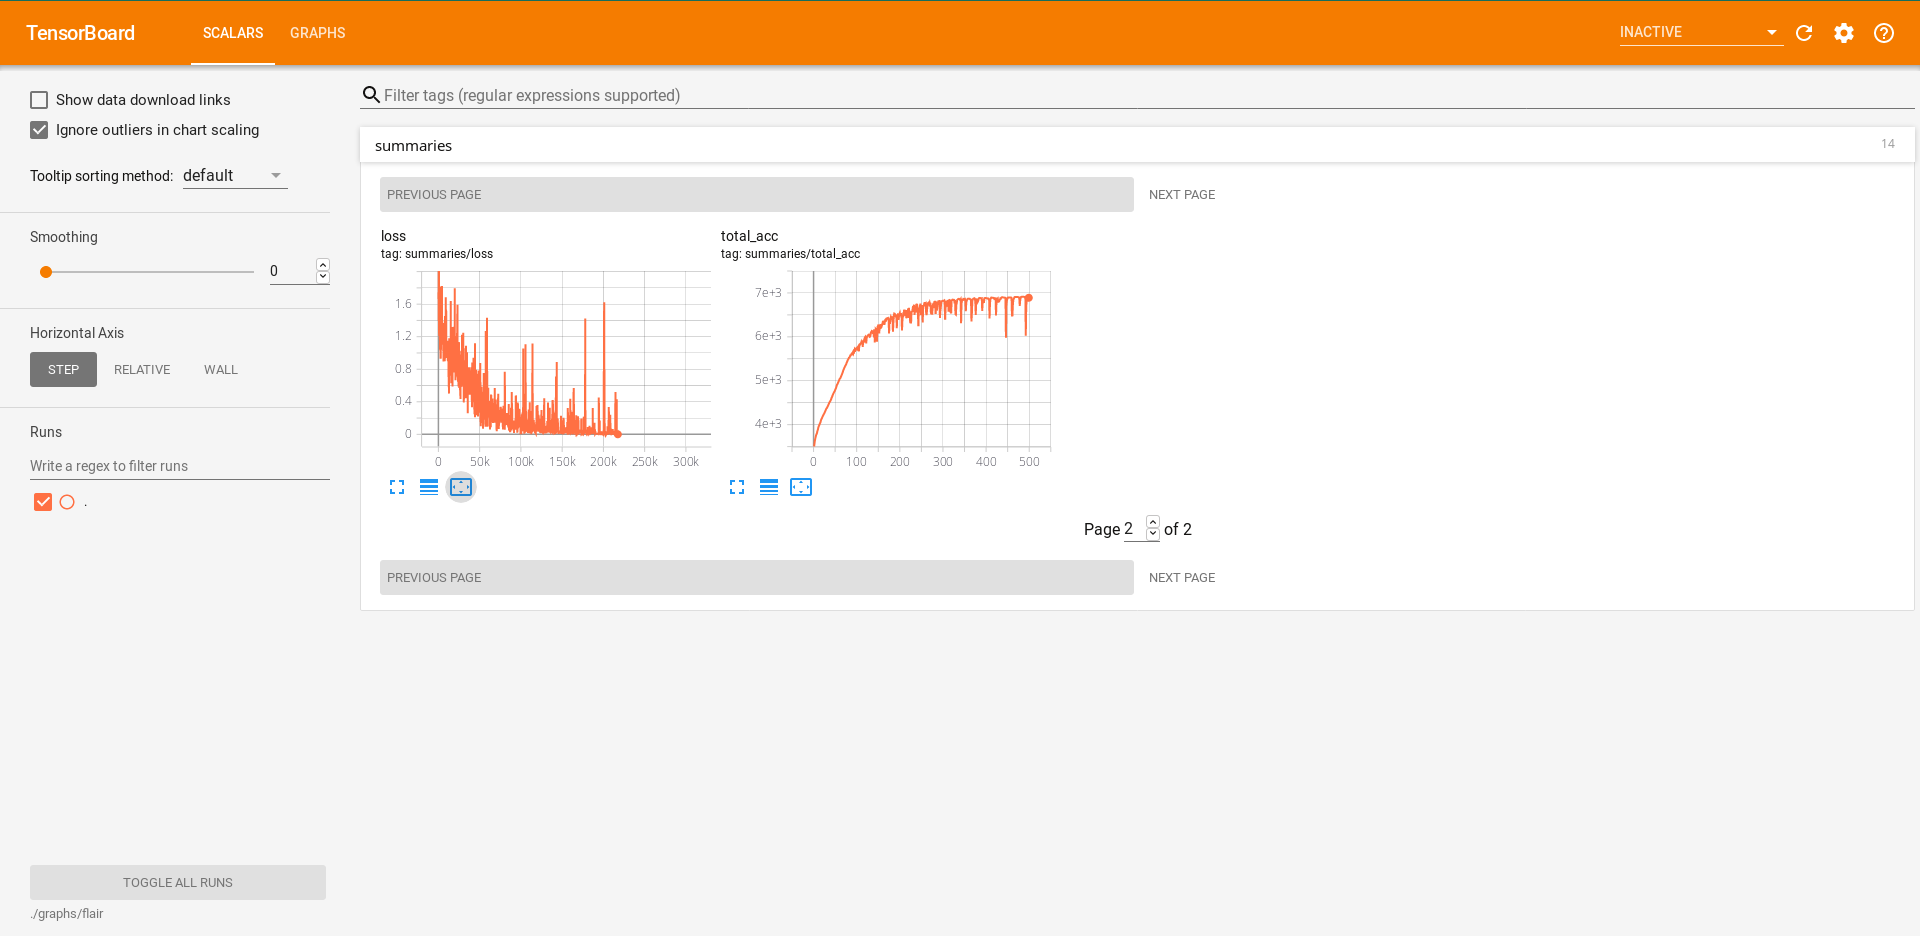 TensorBoard
SCALARS
GRAPHS
INACTIVE
Show data download links
Ignore outliers in chart scaling
Tooltip sorting method: default
Smoothing
0
Horizontal Axis
STEP RELATIVE WALL
Runs
Write a regex to filter runs
.
TOGGLE ALL RUNS
./graphs/flair
Filter tags (regular expressions supported)
summaries
14
PREVIOUS PAGE
NEXT PAGE
loss
tag: summaries/loss
1.6
1.2
0.8
0.4
0
0 50k 100k 150k 200k 250k 300k
total_acc
tag: summaries/total_acc
7e+3
6e+3
5e+3
4e+3
0 100 200 300 400 500
Page 2 of 2
PREVIOUS PAGE
NEXT PAGE